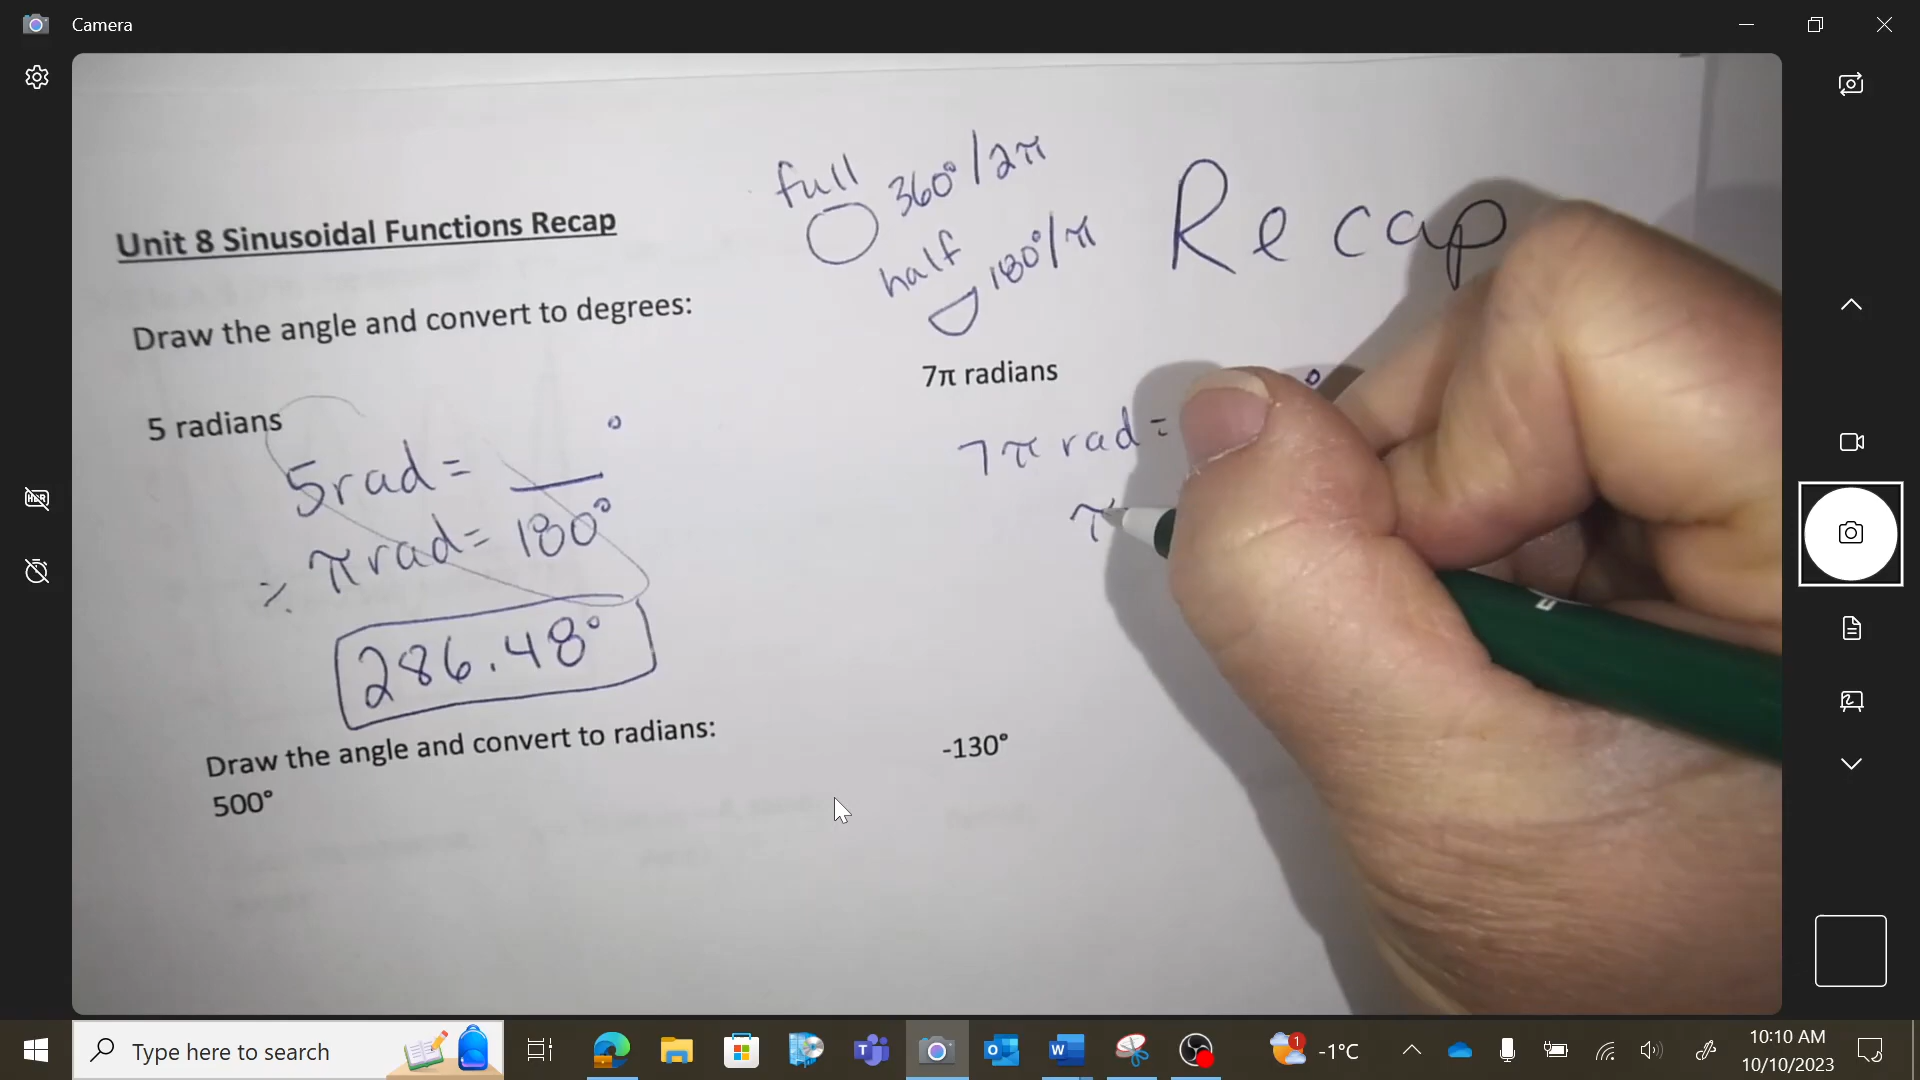 Camera
full 360°/2π
half 180°/π
Recap
Unit 8 Sinusoidal Functions Recap
Draw the angle and convert to degrees:
5 radians
5rad = ___°
÷ π rad = 180°
286.48°
7π radians
7π rad =
π
Draw the angle and convert to radians:
500°
-130°
Type here to search
1
-1°C
10:10 AM
10/10/2023